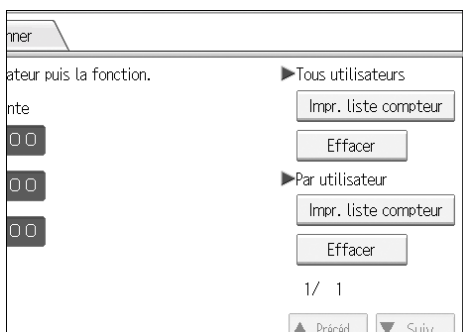 nner
ateur puis la fonction.
nte
00
00
00
▶Tous utilisateurs
Impr. liste compteur
Effacer
▶Par utilisateur
Impr. liste compteur
Effacer
1/ 1
▲ Précéd.
▼ Suiv.